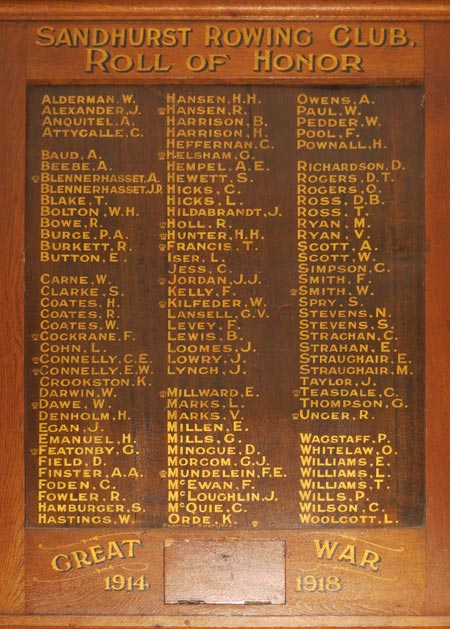 SANDHURST ROWING CLUB.
ROLL OF HONOR
ALDERMAN, W.
ALEXANDER, J.
ANQUITEL, A.
ATTYGALLE, C.
BAUD, A.
BEEBE, A.
BLENNERHASSET, A.
BLENNERHASSET, J.P.
BLAKE, T.
BOLTON, W.H.
BOWE, R.
BURGE, P.A.
BURKETT, R.
BUTTON, E.
CARNE, W.
CLARKE, S.
COATES, H.
COATES, R.
COATES, W.
COCKRANE, F.
COHN, L.
CONNELLY, C.E.
CONNELLY, E.W.
CROOKSTON, K.
DARWIN, W.
DAWE, W.
DENHOLM, H.
EGAN, J.
EMANUEL, H.
FEATONBY, G.
FIELD, D.
FINSTER, A.A.
FODEN, C.
FOWLER, R.
HAMBURGER, S.
HASTINGS, W.
HANSEN, H.H.
HANSEN, R.
HARRISON, B.
HARRISON, H.
HEFFERNAN, C.
HELSHAM, G.
HEMPEL, A.E.
HEWETT, S.
HICKS, C.
HICKS, L.
HILDABRANDT, J.
HOLL, R.
HUNTER, H.H.
FRANCIS, T.
ISER, L.
JESS, C.
JORDAN, J.J.
KELLY, F.
KILFEDER, W.
LANSELL, G.V.
LEVEY, F.
LEWIS, B.
LOOMES, J.
LOWRY, J.
LYNCH, J.
MILLWARD, E.
MARKS, L.
MARKS, V.
MILLEN, E.
MILLS, G.
MINOGUE, D.
MORCOM, G.J.
MUNDELEIN, F.E.
McEWAN, F.
McLOUGHLIN, J.
McQUIE, C.
ORDE, K.
OWENS, A.
PAUL, W.
PEDDER, W.
POOL, F.
POWNALL, H.
RICHARDSON, D.
ROGERS, D.T.
ROGERS, O.
ROSS, D.B.
ROSS, T.
RYAN, M.
RYAN, V.
SCOTT, A.
SCOTT, W.
SIMPSON, C.
SMITH, F.
SMITH, W.
SPRY, S.
STEVENS, N.
STEVENS, S.
STRACHAN, C.
STRAHAN, E.
STRAUCHAIR, E.
STRAUCHAIR, M.
TAYLOR, J.
TEASDALE, C.
THOMPSON, G.
UNGER, R.
WAGSTAFF, P.
WHITELAW, O.
WILLIAMS, E.
WILLIAMS, L.
WILLIAMS, T.
WILLS, P.
WILSON, C.
WOOLCOTT, L.
GREAT WAR
1914 1918